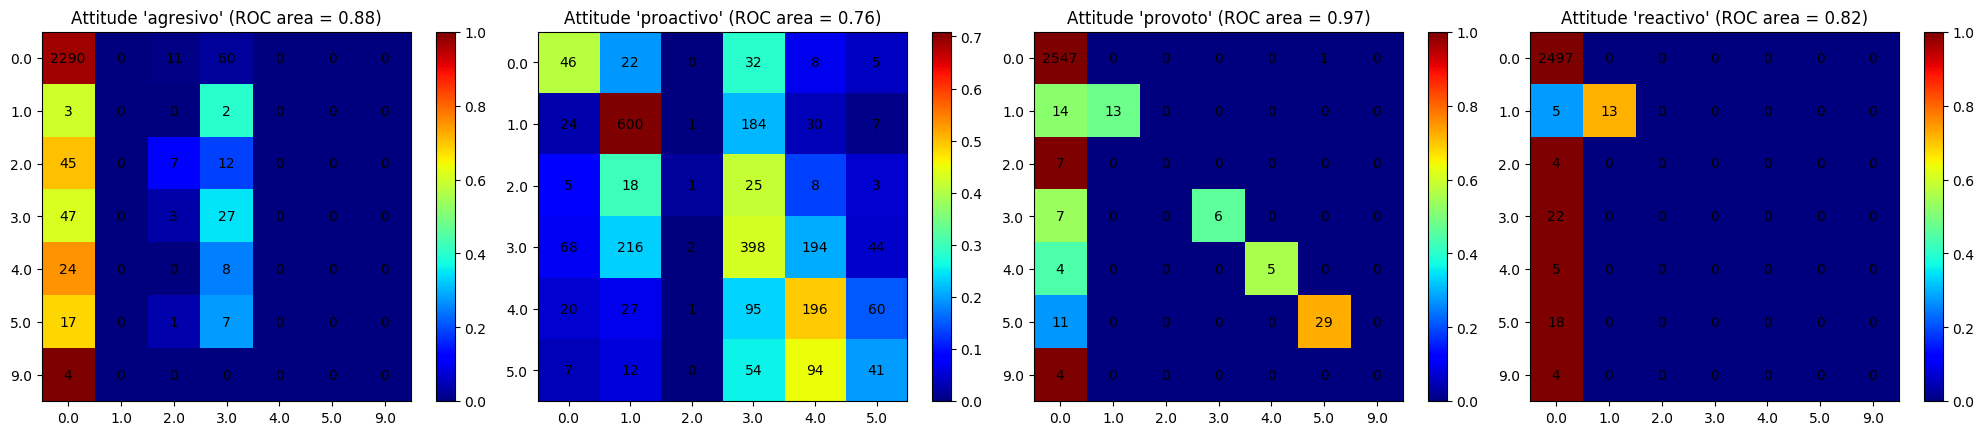 Attitude 'agresivo' (ROC area = 0.88)
0.0 2290 0 11 60 0 0 0
1.0 3 0 0 2 0 0 0
2.0 45 0 7 12 0 0 0
3.0 47 0 3 27 0 0 0
4.0 24 0 0 8 0 0 0
5.0 17 0 1 7 0 0 0
9.0 4 0 0 0 0 0 0
0.0 1.0 2.0 3.0 4.0 5.0 9.0
1.0
0.8
0.6
0.4
0.2
0.0
Attitude 'proactivo' (ROC area = 0.76)
0.0 46 22 0 32 8 5
1.0 24 600 1 184 30 7
2.0 5 18 1 25 8 3
3.0 68 216 2 398 194 44
4.0 20 27 1 95 196 60
5.0 7 12 0 54 94 41
0.0 1.0 2.0 3.0 4.0 5.0
0.7
0.6
0.5
0.4
0.3
0.2
0.1
0.0
Attitude 'provoto' (ROC area = 0.97)
0.0 2547 0 0 0 0 1 0
1.0 14 13 0 0 0 0 0
2.0 7 0 0 0 0 0 0
3.0 7 0 0 6 0 0 0
4.0 4 0 0 0 5 0 0
5.0 11 0 0 0 0 29 0
9.0 4 0 0 0 0 0 0
0.0 1.0 2.0 3.0 4.0 5.0 9.0
1.0
0.8
0.6
0.4
0.2
0.0
Attitude 'reactivo' (ROC area = 0.82)
0.0 2497 0 0 0 0 0 0
1.0 5 13 0 0 0 0 0
2.0 4 0 0 0 0 0 0
3.0 22 0 0 0 0 0 0
4.0 5 0 0 0 0 0 0
5.0 18 0 0 0 0 0 0
9.0 4 0 0 0 0 0 0
0.0 1.0 2.0 3.0 4.0 5.0 9.0
1.0
0.8
0.6
0.4
0.2
0.0